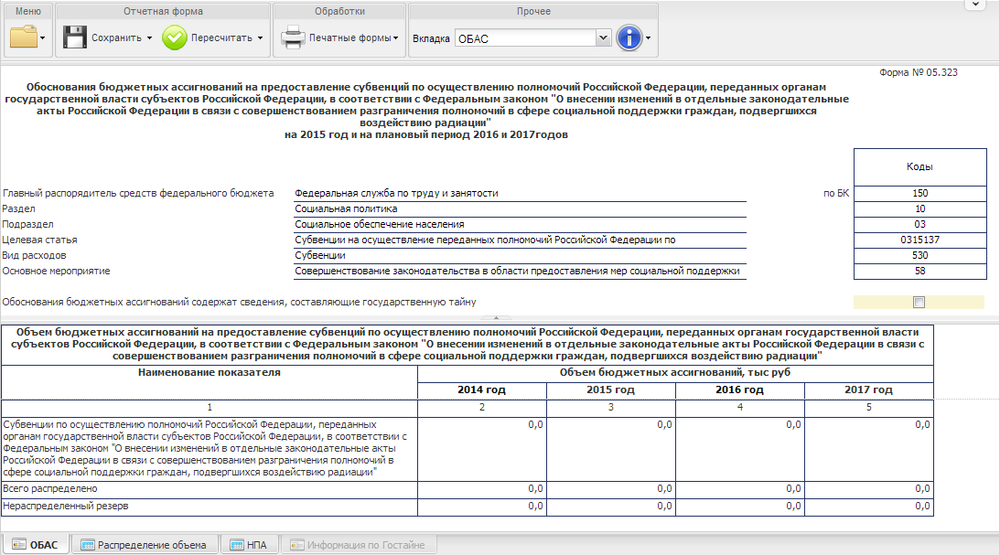 Меню
Отчетная форма
Обработки
Прочее
Сохранить
Пересчитать
Печатные формы
Вкладка
ОБАС
Форма № 05.323
Обоснования бюджетных ассигнований на предоставление субвенций по осуществлению полномочий Российской Федерации, переданных органам
государственной власти субъектов Российской Федерации, в соответствии с Федеральным законом "О внесении изменений в отдельные законодательные
акты Российской Федерации в связи с совершенствованием разграничения полномочий в сфере социальной поддержки граждан, подвергшихся
воздействию радиации"
на 2015 год и на плановый период 2016 и 2017годов
Коды
Главный распорядитель средств федерального бюджета Федеральная служба по труду и занятости по БК 150
Раздел Социальная политика 10
Подраздел Социальное обеспечение населения 03
Целевая статья Субвенции на осуществление переданных полномочий Российской Федерации по 0315137
Вид расходов Субвенции 530
Основное мероприятие Совершенствование законодательства в области предоставления мер социальной поддержки 58
Обоснования бюджетных ассигнований содержат сведения, составляющие государственную тайну
Объем бюджетных ассигнований на предоставление субвенций по осуществлению полномочий Российской Федерации, переданных органам государственной власти
субъектов Российской Федерации, в соответствии с Федеральным законом "О внесении изменений в отдельные законодательные акты Российской Федерации в связи с
совершенствованием разграничения полномочий в сфере социальной поддержки граждан, подвергшихся воздействию радиации"
Наименование показателя
Объем бюджетных ассигнований, тыс руб
2014 год 2015 год 2016 год 2017 год
1 2 3 4 5
Субвенции по осуществлению полномочий Российской Федерации, переданных 0,0 0,0 0,0 0,0
органам государственной власти субъектов Российской Федерации, в соответствии с
Федеральным законом "О внесении изменений в отдельные законодательные акты
Российской Федерации в связи с совершенствованием разграничения полномочий в
сфере социальной поддержки граждан, подвергшихся воздействию радиации"
Всего распределено 0,0 0,0 0,0 0,0
Нераспределенный резерв 0,0 0,0 0,0 0,0
ОБАС
Распределение объема
НПА
Информация по Гостайне